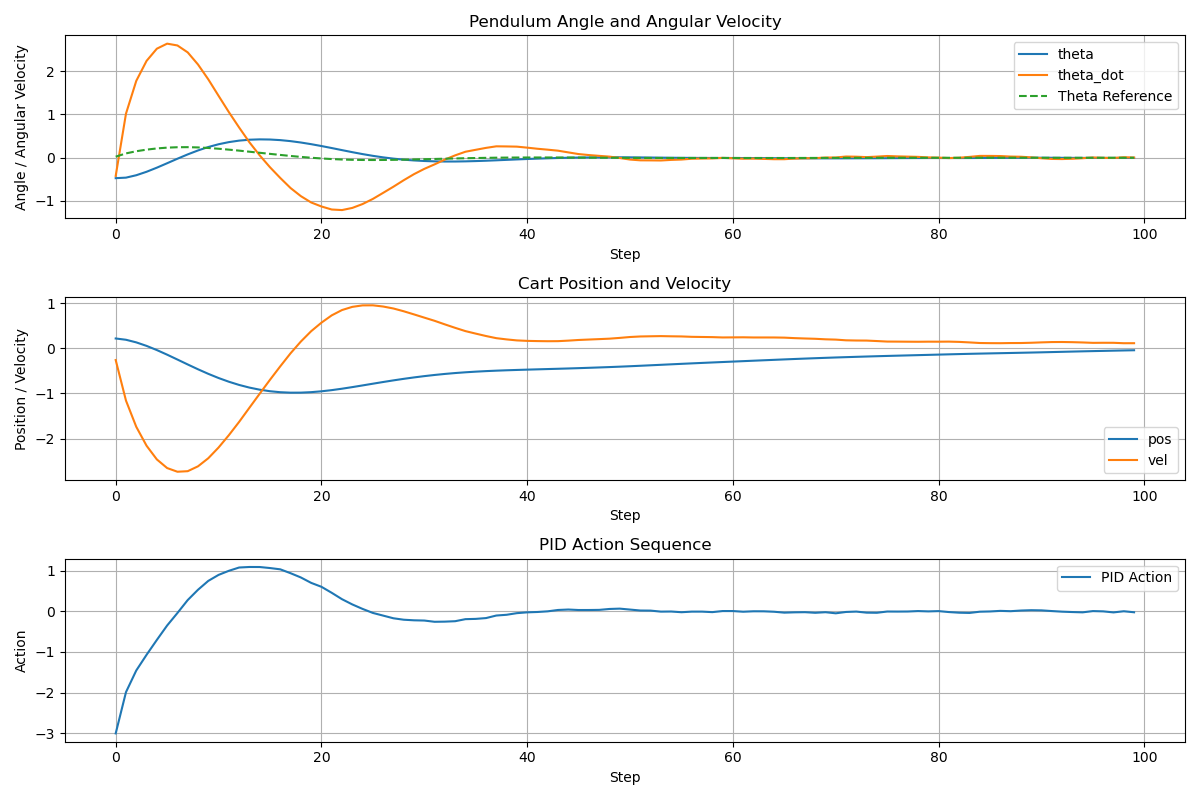 Pendulum Angle and Angular Velocity
Angle / Angular Velocity
2
1
0
−1
theta
theta_dot
Theta Reference
0 20 40 60 80 100
Step
Cart Position and Velocity
Position / Velocity
1
0
−1
−2
pos
vel
0 20 40 60 80 100
Step
PID Action Sequence
Action
1
0
−1
−2
−3
PID Action
0 20 40 60 80 100
Step